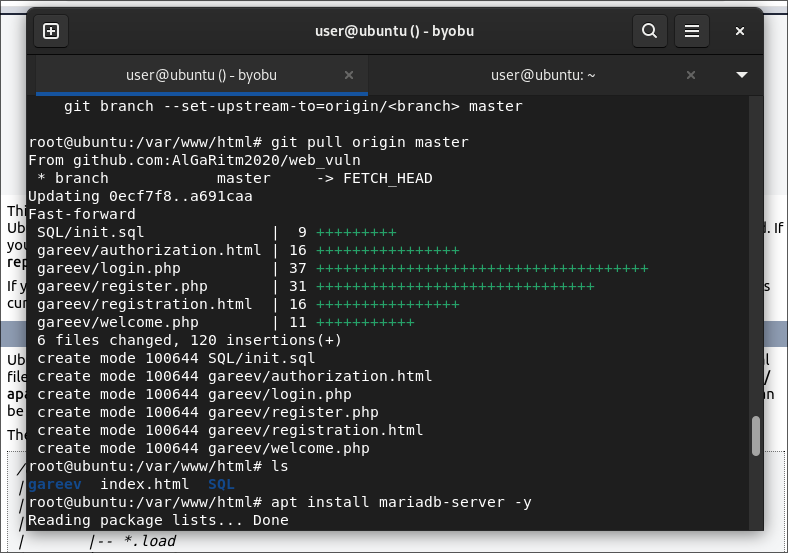 user@ubuntu () - byobu
user@ubuntu () - byobu
user@ubuntu: ~
git branch --set-upstream-to=origin/<branch> master
root@ubuntu:/var/www/html# git pull origin master
From github.com:AlGaRitm2020/web_vuln
* branch master -> FETCH_HEAD
Updating 0ecf7f8..a691caa
Fast-forward
SQL/init.sql | 9 +++++++++
gareev/authorization.html | 16 ++++++++++++++++
gareev/login.php | 37 +++++++++++++++++++++++++++++++++++++
gareev/register.php | 31 +++++++++++++++++++++++++++++++
gareev/registration.html | 16 ++++++++++++++++
gareev/welcome.php | 11 +++++++++++
6 files changed, 120 insertions(+)
create mode 100644 SQL/init.sql
create mode 100644 gareev/authorization.html
create mode 100644 gareev/login.php
create mode 100644 gareev/register.php
create mode 100644 gareev/registration.html
create mode 100644 gareev/welcome.php
root@ubuntu:/var/www/html# ls
gareev index.html SQL
root@ubuntu:/var/www/html# apt install mariadb-server -y
Reading package lists... Done
| |-- *.load